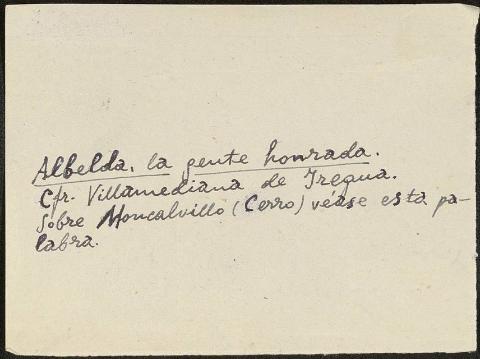 Albelda, la gente honrada.
Cfr. Villamediana de Iregua.
Sobre Moncalvillo (Cerro) véase esta pa-
labra.